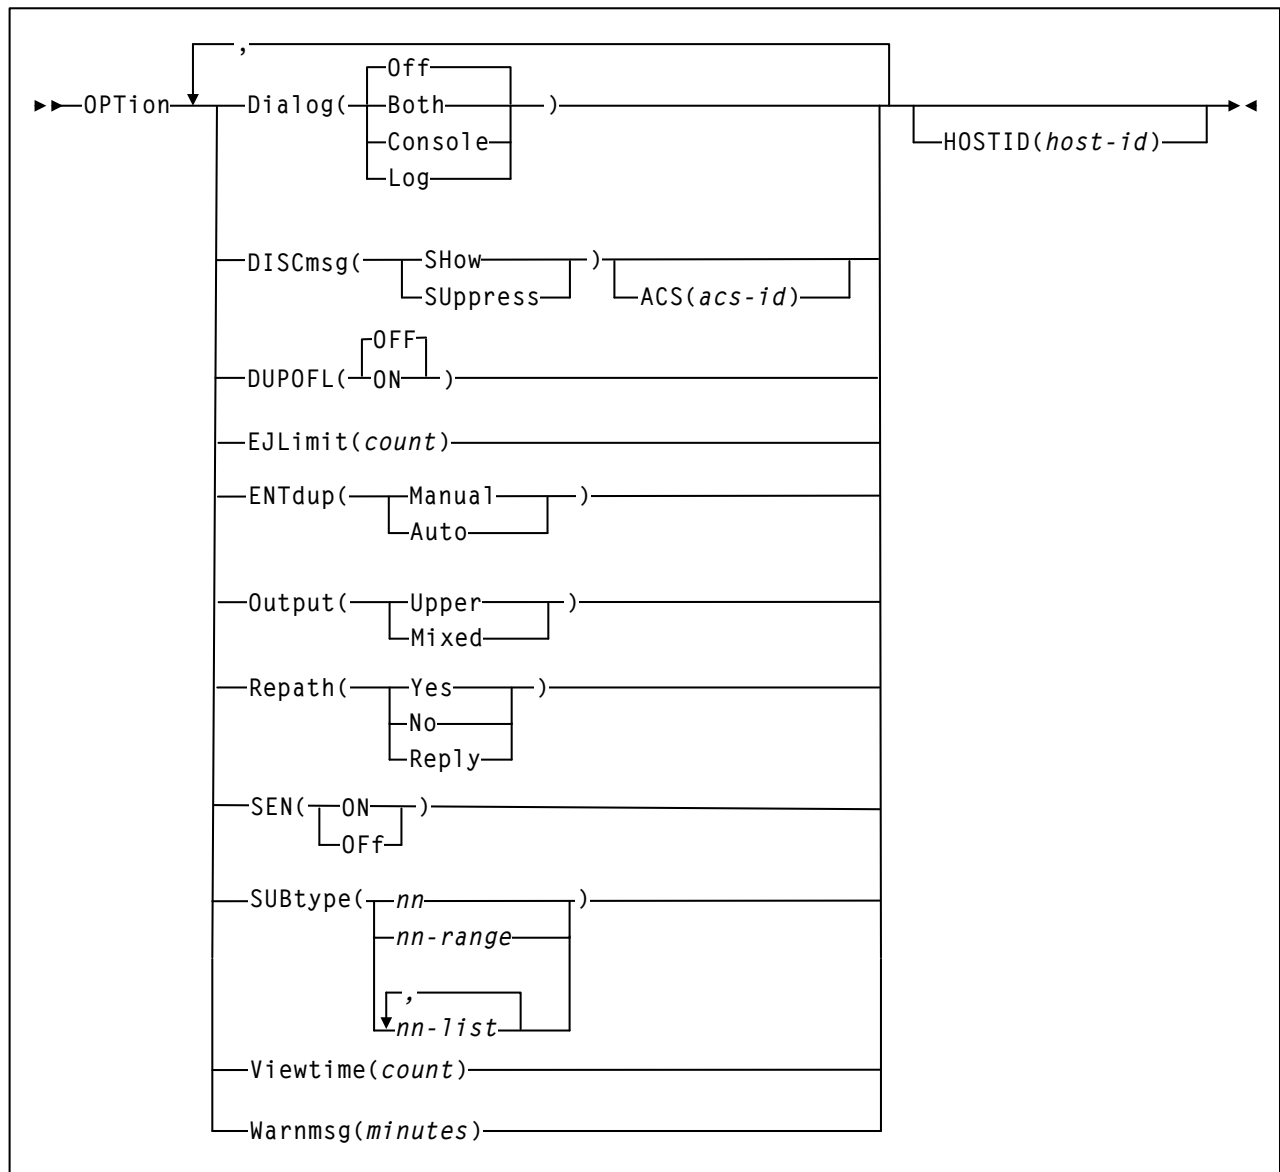 ,
Off
OPTion Dialog( Both )
Console HOSTID(host-id)
Log
DISCmsg( SHow )
SUppress ACS(acs-id)
OFF
DUPOFL( ON )
EJLimit(count)
ENTdup( Manual )
Auto
Output( Upper )
Mixed
Repath( Yes )
No
Reply
SEN( ON )
OFf
SUBtype( nn )
nn-range
,
nn-list
Viewtime(count)
Warnmsg(minutes)